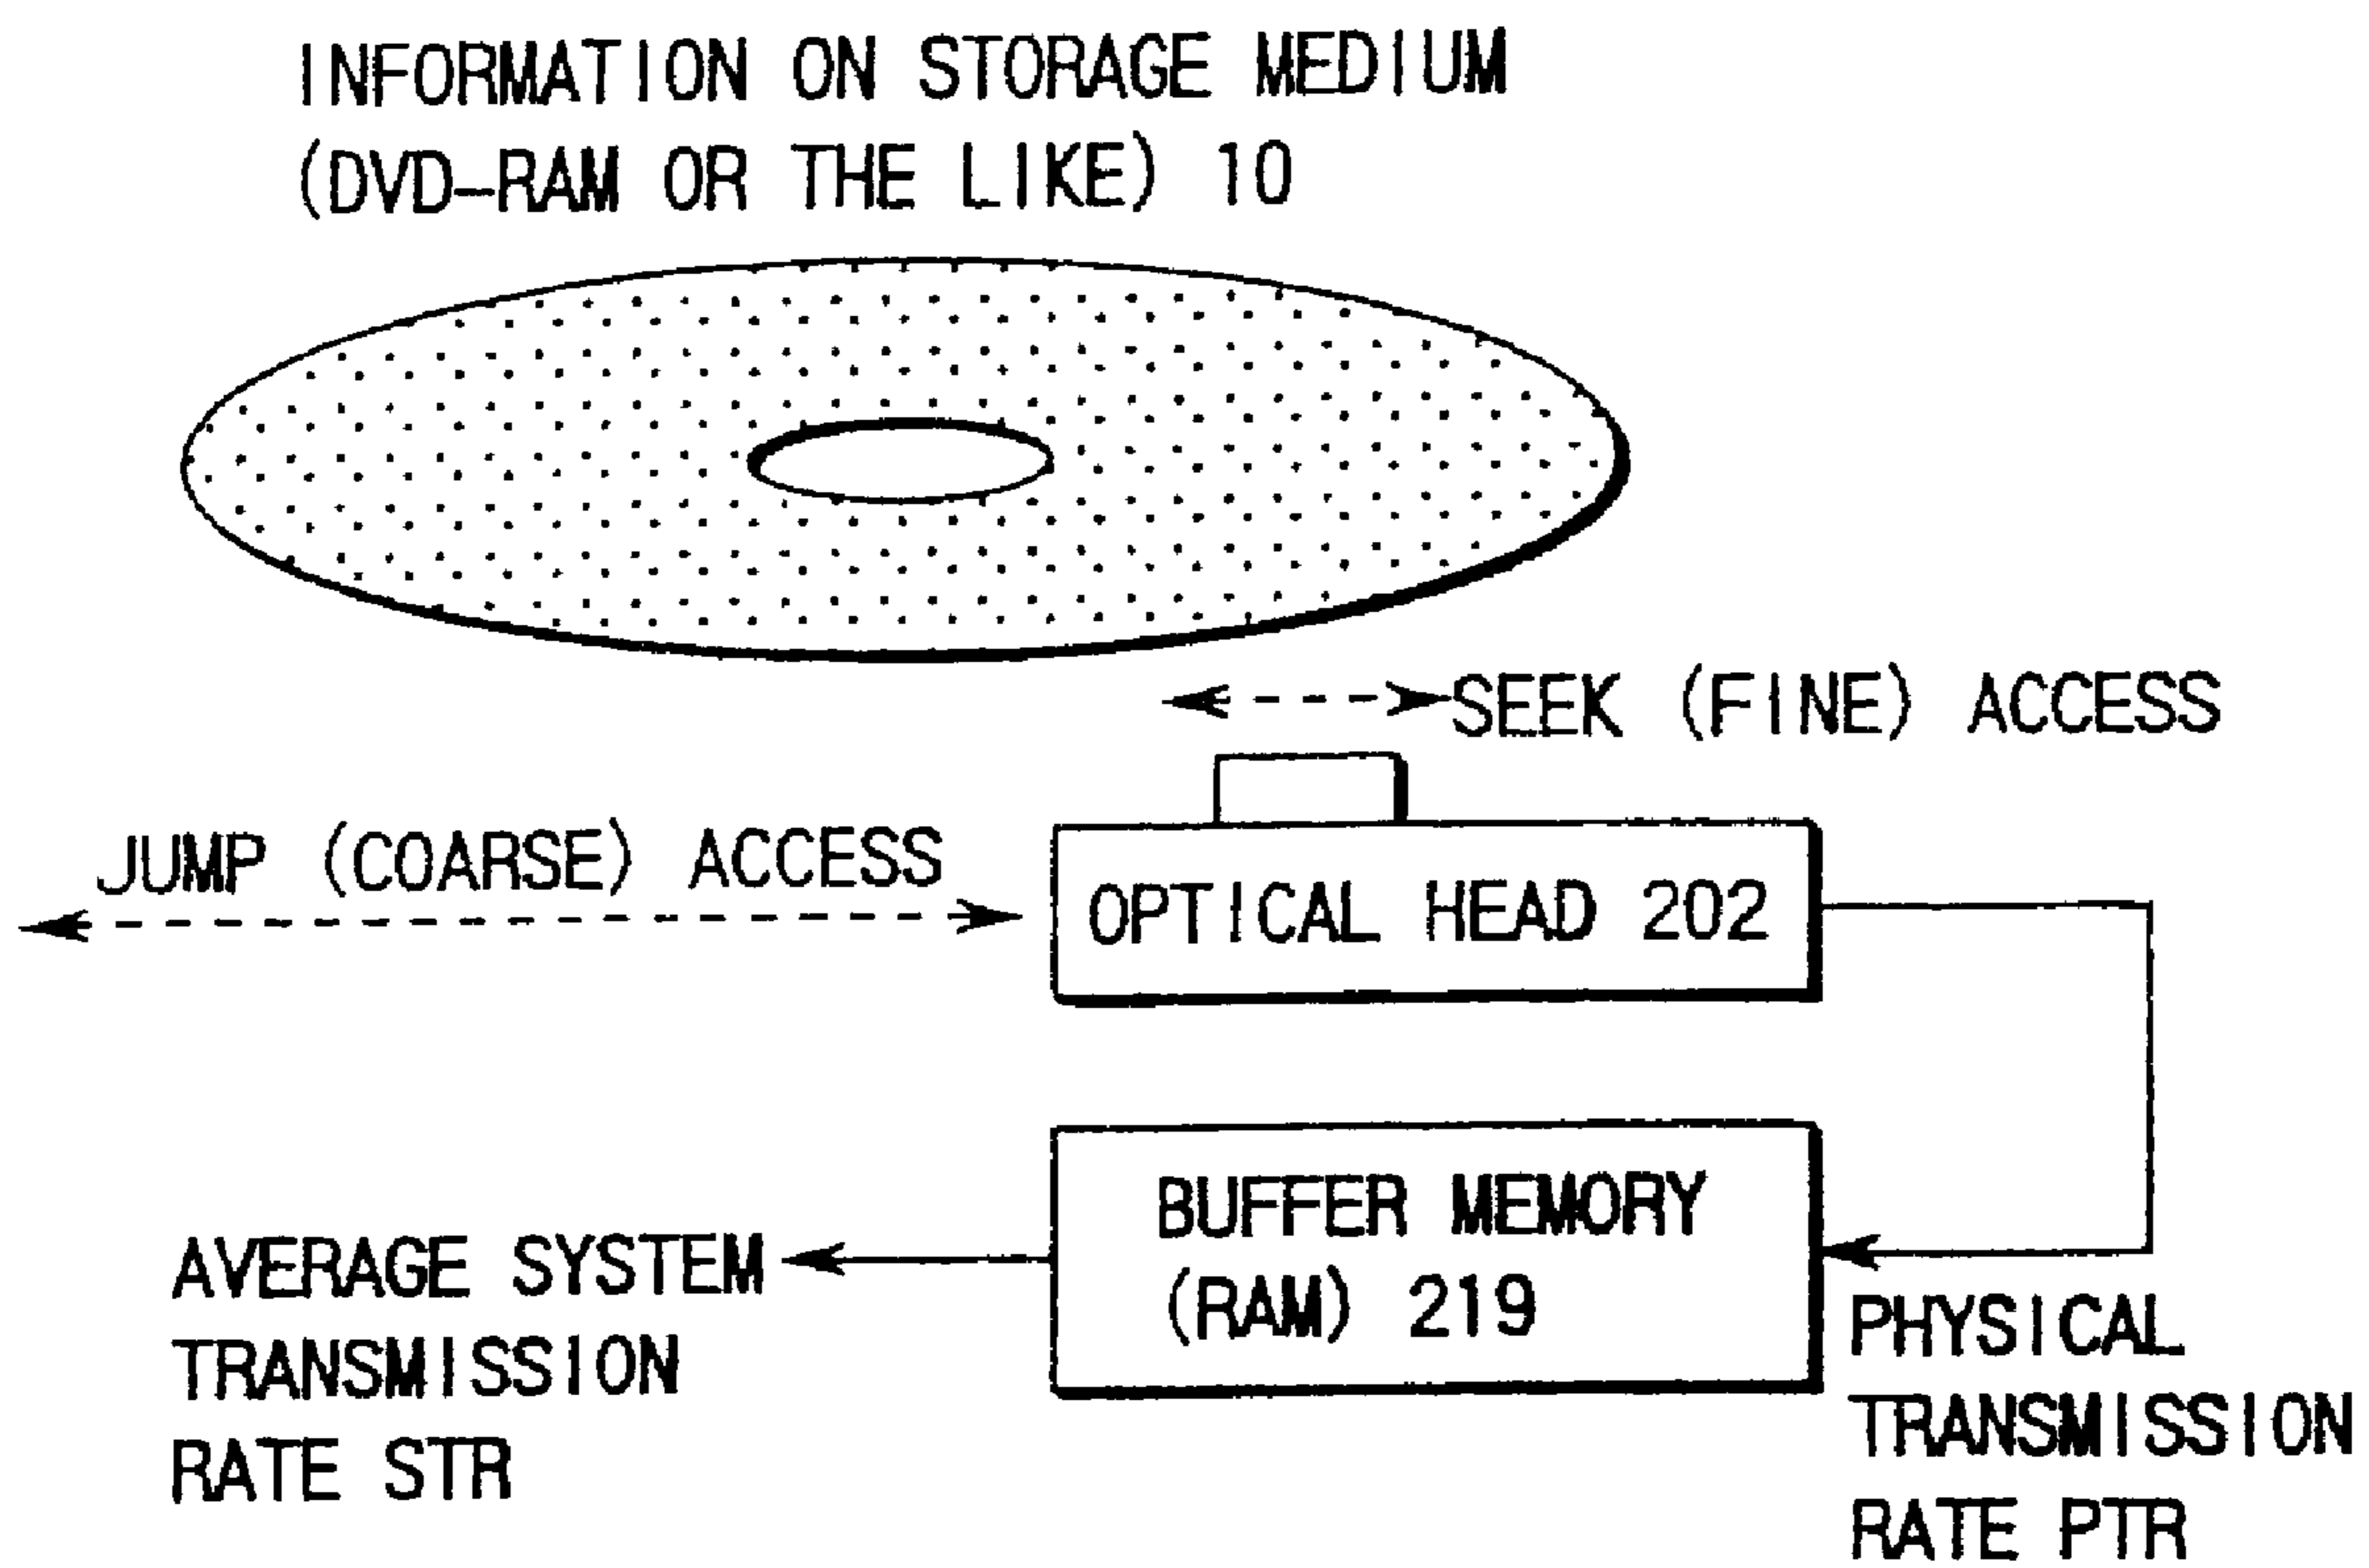 INFORMATION ON STORAGE MEDIUM
(DVD-RAM OR THE LIKE) 10
SEEK (FINE) ACCESS
JUMP (COARSE) ACCESS
OPTICAL HEAD 202
BUFFER MEMORY
(RAM) 219
AVERAGE SYSTEM
TRANSMISSION
RATE STR
PHYSICAL
TRANSMISSION
RATE PTR